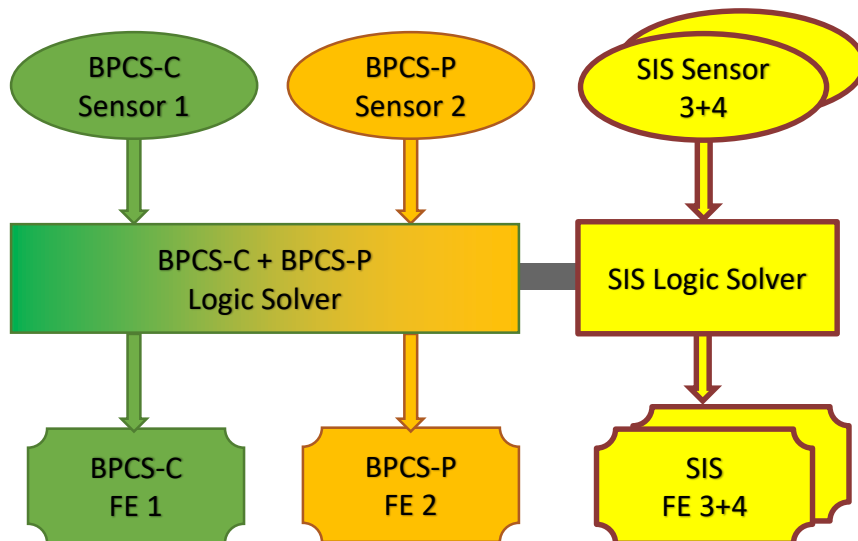 BPCS-C
Sensor 1
BPCS-P
Sensor 2
SIS Sensor
3+4
BPCS-C + BPCS-P
Logic Solver
SIS Logic Solver
BPCS-C
FE 1
BPCS-P
FE 2
SIS
FE 3+4